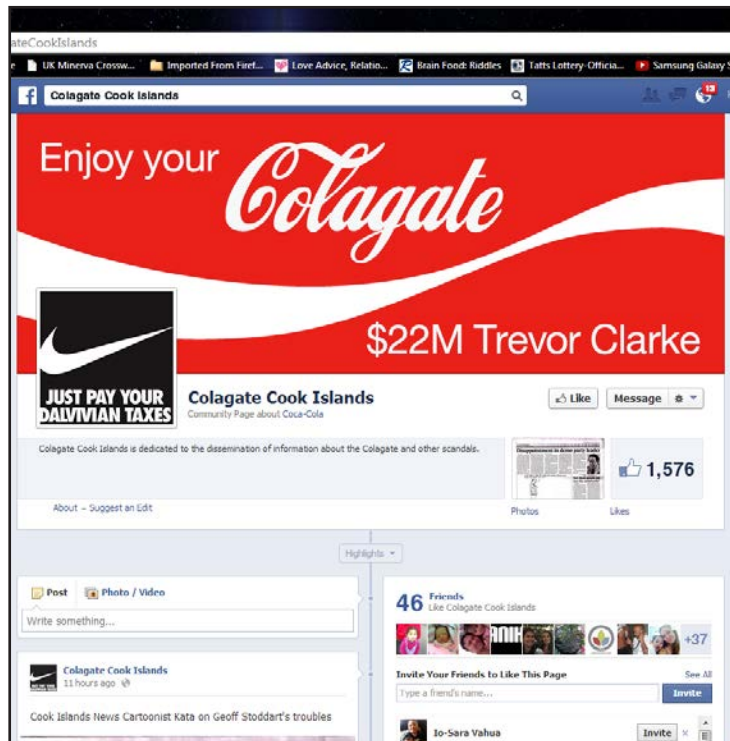 ateCookIslands
UK Minerva Crossw... Imported From Firef... Love Advice, Relatio... Brain Food: Riddles Tatts Lottery-Officia... Samsung Galaxy S
Colagate Cook Islands
13
Enjoy your Colagate
$22M Trevor Clarke
JUST PAY YOUR
DALVIVIAN TAXES
Colagate Cook Islands
Community Page about Coca-Cola
Like
Message
Colagate Cook Islands is dedicated to the dissemination of information about the Colagate and other scandals.
Disappointment in demo party leader
1,576
About – Suggest an Edit
Photos
Likes
Highlights
Post Photo / Video
Write something...
46 Friends
Like Colagate Cook Islands
+37
Invite Your Friends to Like This Page See All
Type a friend's name... Invite
Io-Sara Vahua Invite
Colagate Cook Islands
11 hours ago
Cook Islands News Cartoonist Kata on Geoff Stoddart's troubles